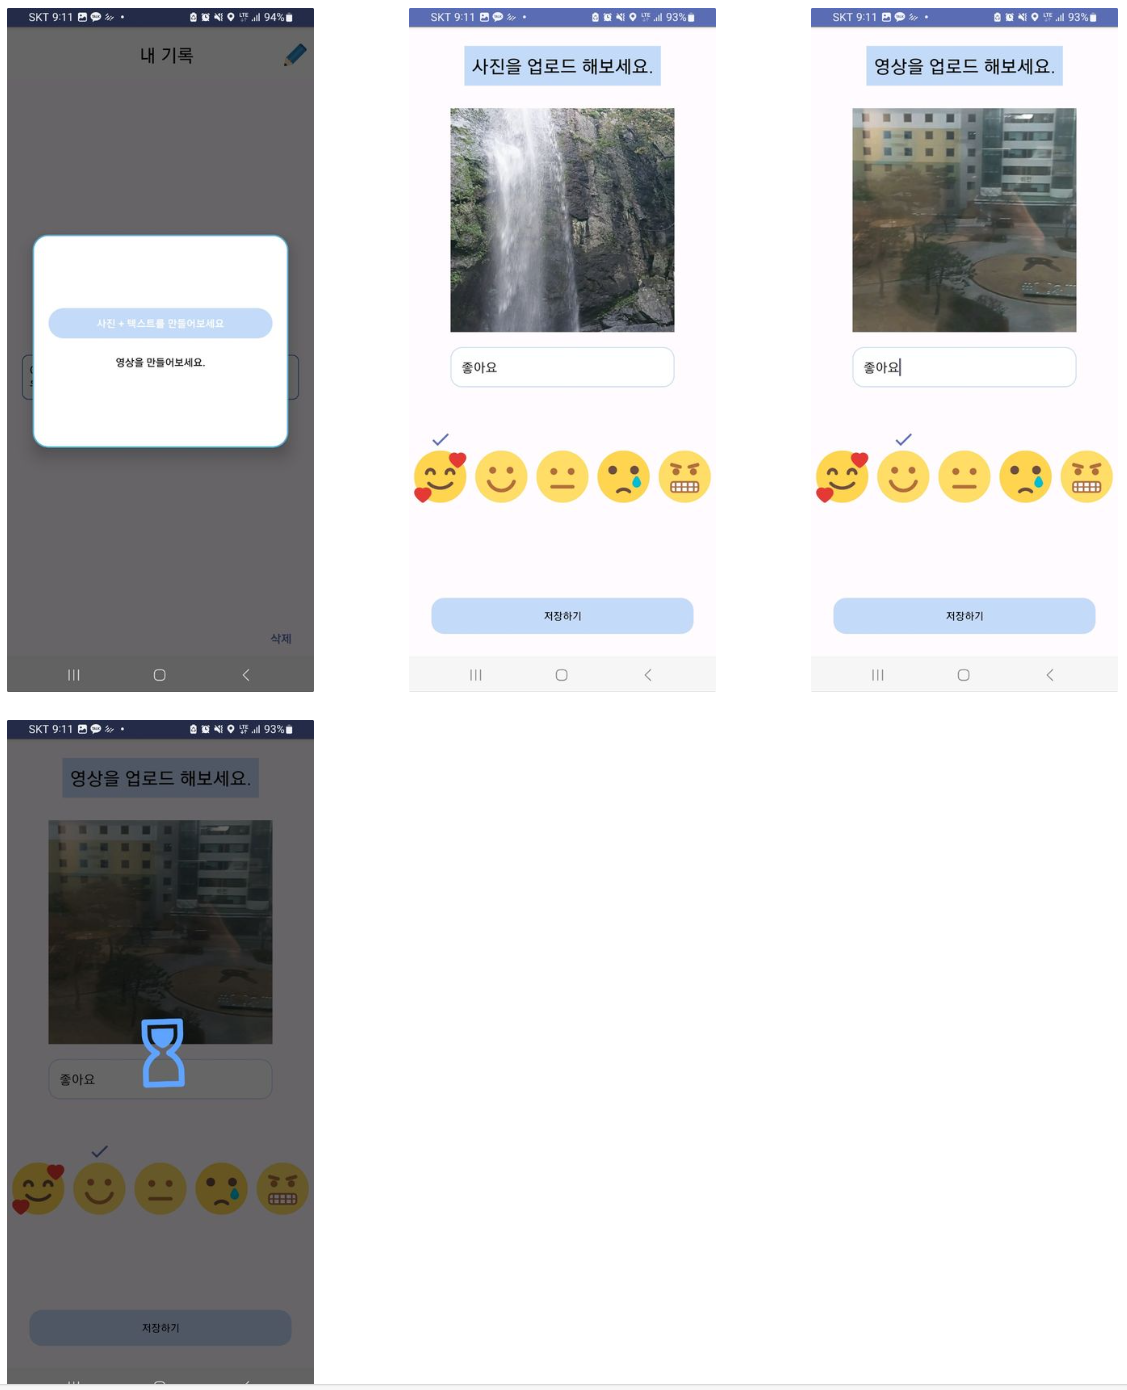 SKT 9:11
94%
내 기록
사진 + 텍스트를 만들어보세요
영상을 만들어보세요.
삭제
SKT 9:11
93%
사진을 업로드 해보세요.
좋아요
저장하기
SKT 9:11
93%
영상을 업로드 해보세요.
좋아요
저장하기
SKT 9:11
93%
영상을 업로드 해보세요.
좋아요
저장하기